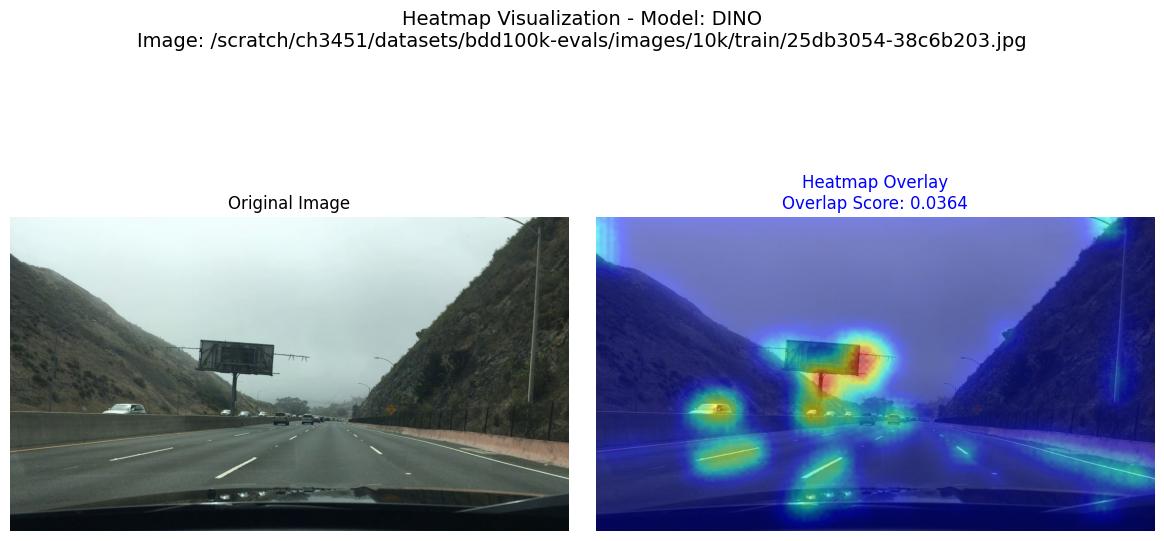 Heatmap Visualization - Model: DINO
Image: /scratch/ch3451/datasets/bdd100k-evals/images/10k/train/25db3054-38c6b203.jpg
Original Image
Heatmap Overlay
Overlap Score: 0.0364